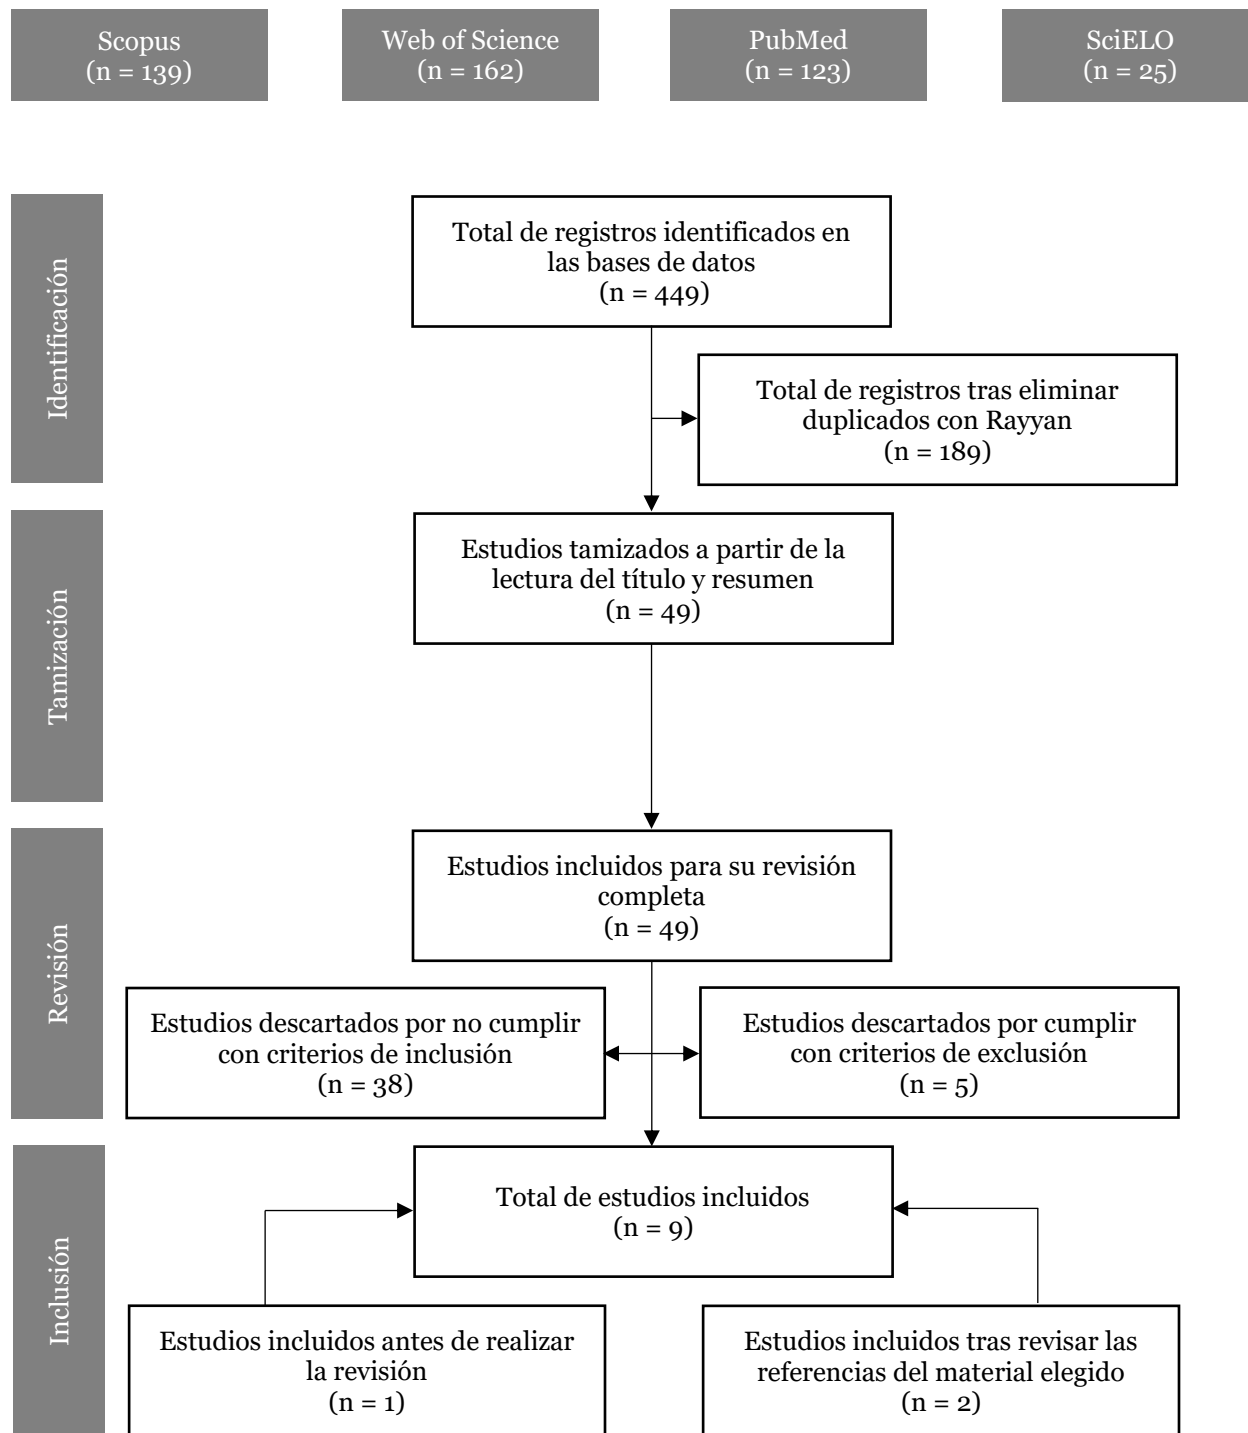 Scopus
(n = 139)
Web of Science
(n = 162)
PubMed
(n = 123)
SciELO
(n = 25)
Identificación
Total de registros identificados en
las bases de datos
(n = 449)
Total de registros tras eliminar
duplicados con Rayyan
(n = 189)
Tamización
Estudios tamizados a partir de la
lectura del título y resumen
(n = 49)
Revisión
Estudios incluidos para su revisión
completa
(n = 49)
Estudios descartados por no cumplir
con criterios de inclusión
(n = 38)
Estudios descartados por cumplir
con criterios de exclusión
(n = 5)
Inclusión
Total de estudios incluidos
(n = 9)
Estudios incluidos antes de realizar
la revisión
(n = 1)
Estudios incluidos tras revisar las
referencias del material elegido
(n = 2)